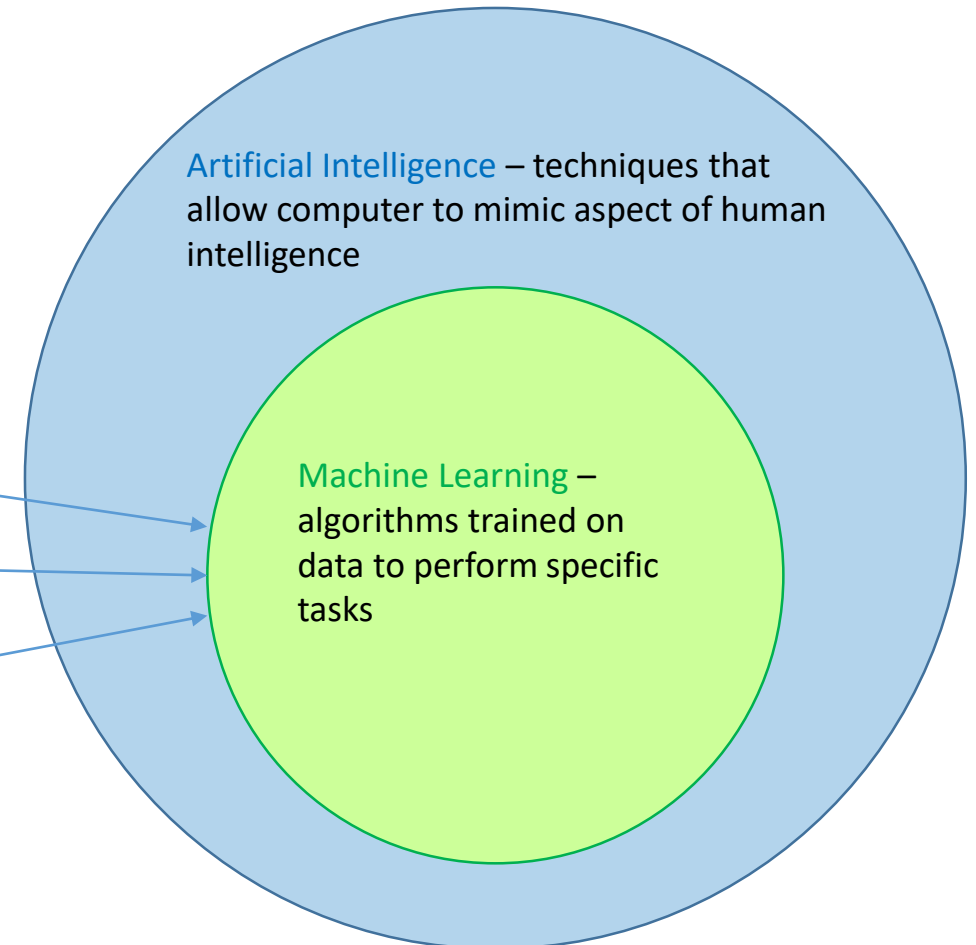 Artificial Intelligence – techniques that
allow computer to mimic aspect of human
intelligence
Machine Learning –
algorithms trained on
data to perform specific
tasks